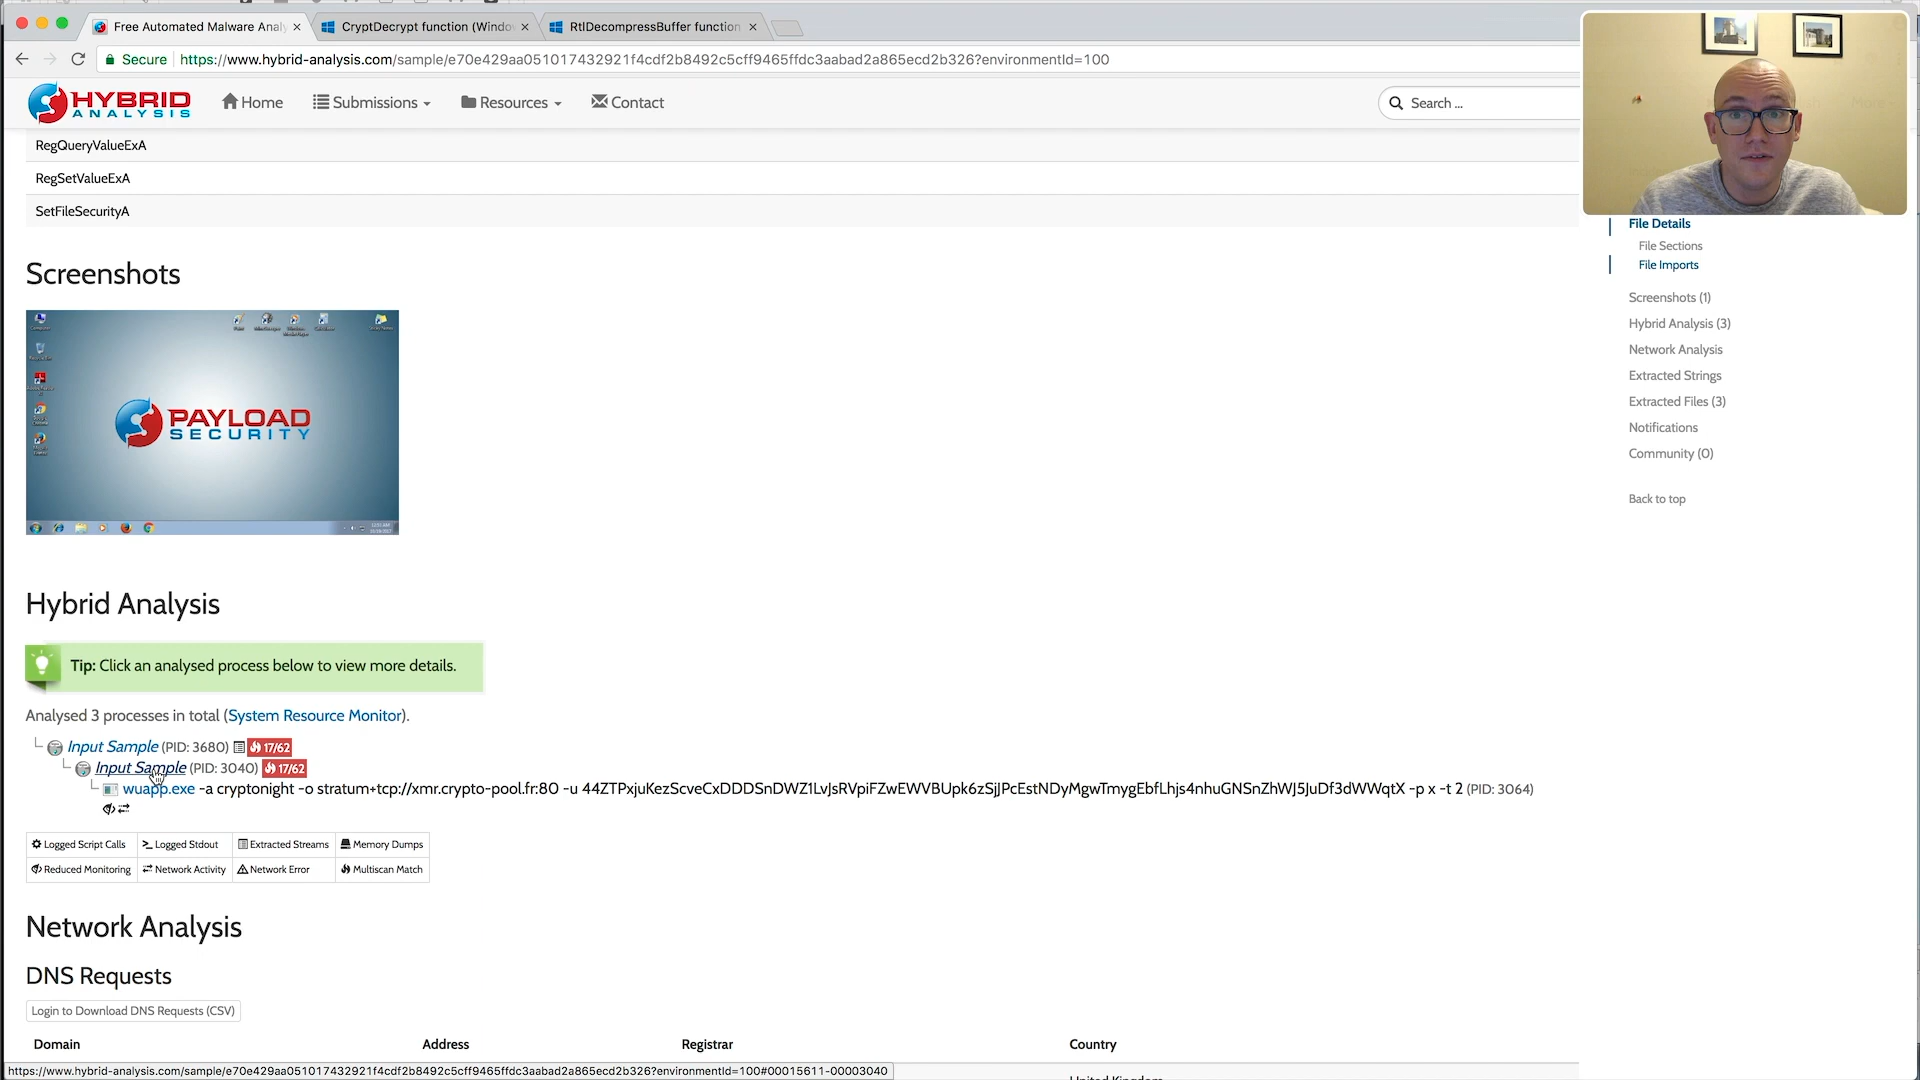 Free Automated Malware Analy
CryptDecrypt function (Windo
RtlDecompressBuffer function
Secure https://www.hybrid-analysis.com/sample/e70e429aa051017432921f4cdf2b8492c5cff9465ffdc3aabad2a865ecd2b326?environmentId=100
HYBRID
ANALYSIS
Home
Submissions
Resources
Contact
Search ...
RegQueryValueExA
RegSetValueExA
SetFileSecurityA
File Details
File Sections
File Imports
Screenshots (1)
Hybrid Analysis (3)
Network Analysis
Extracted Strings
Extracted Files (3)
Notifications
Community (0)
Back to top
Screenshots
PAYLOAD
SECURITY
Hybrid Analysis
Tip: Click an analysed process below to view more details.
Analysed 3 processes in total (System Resource Monitor).
Input Sample (PID: 3680) 17/62
Input Sample (PID: 3040) 17/62
wuapp.exe -a cryptonight -o stratum+tcp://xmr.crypto-pool.fr:80 -u 44ZTPxjuKezScveCxDDDSnDWZ1LvJsRVpiFZwEWVBUpk6zSjJPcEstNDyMgwTmygEbfLhjs4nhuGNSnZhWJ5JuDf3dWWqtX -p x -t 2 (PID: 3064)
Logged Script Calls
Logged Stdout
Extracted Streams
Memory Dumps
Reduced Monitoring
Network Activity
Network Error
Multiscan Match
Network Analysis
DNS Requests
Login to Download DNS Requests (CSV)
Domain Address Registrar Country
https://www.hybrid-analysis.com/sample/e70e429aa051017432921f4cdf2b8492c5cff9465ffdc3aabad2a865ecd2b326?environmentId=100#00015611-00003040